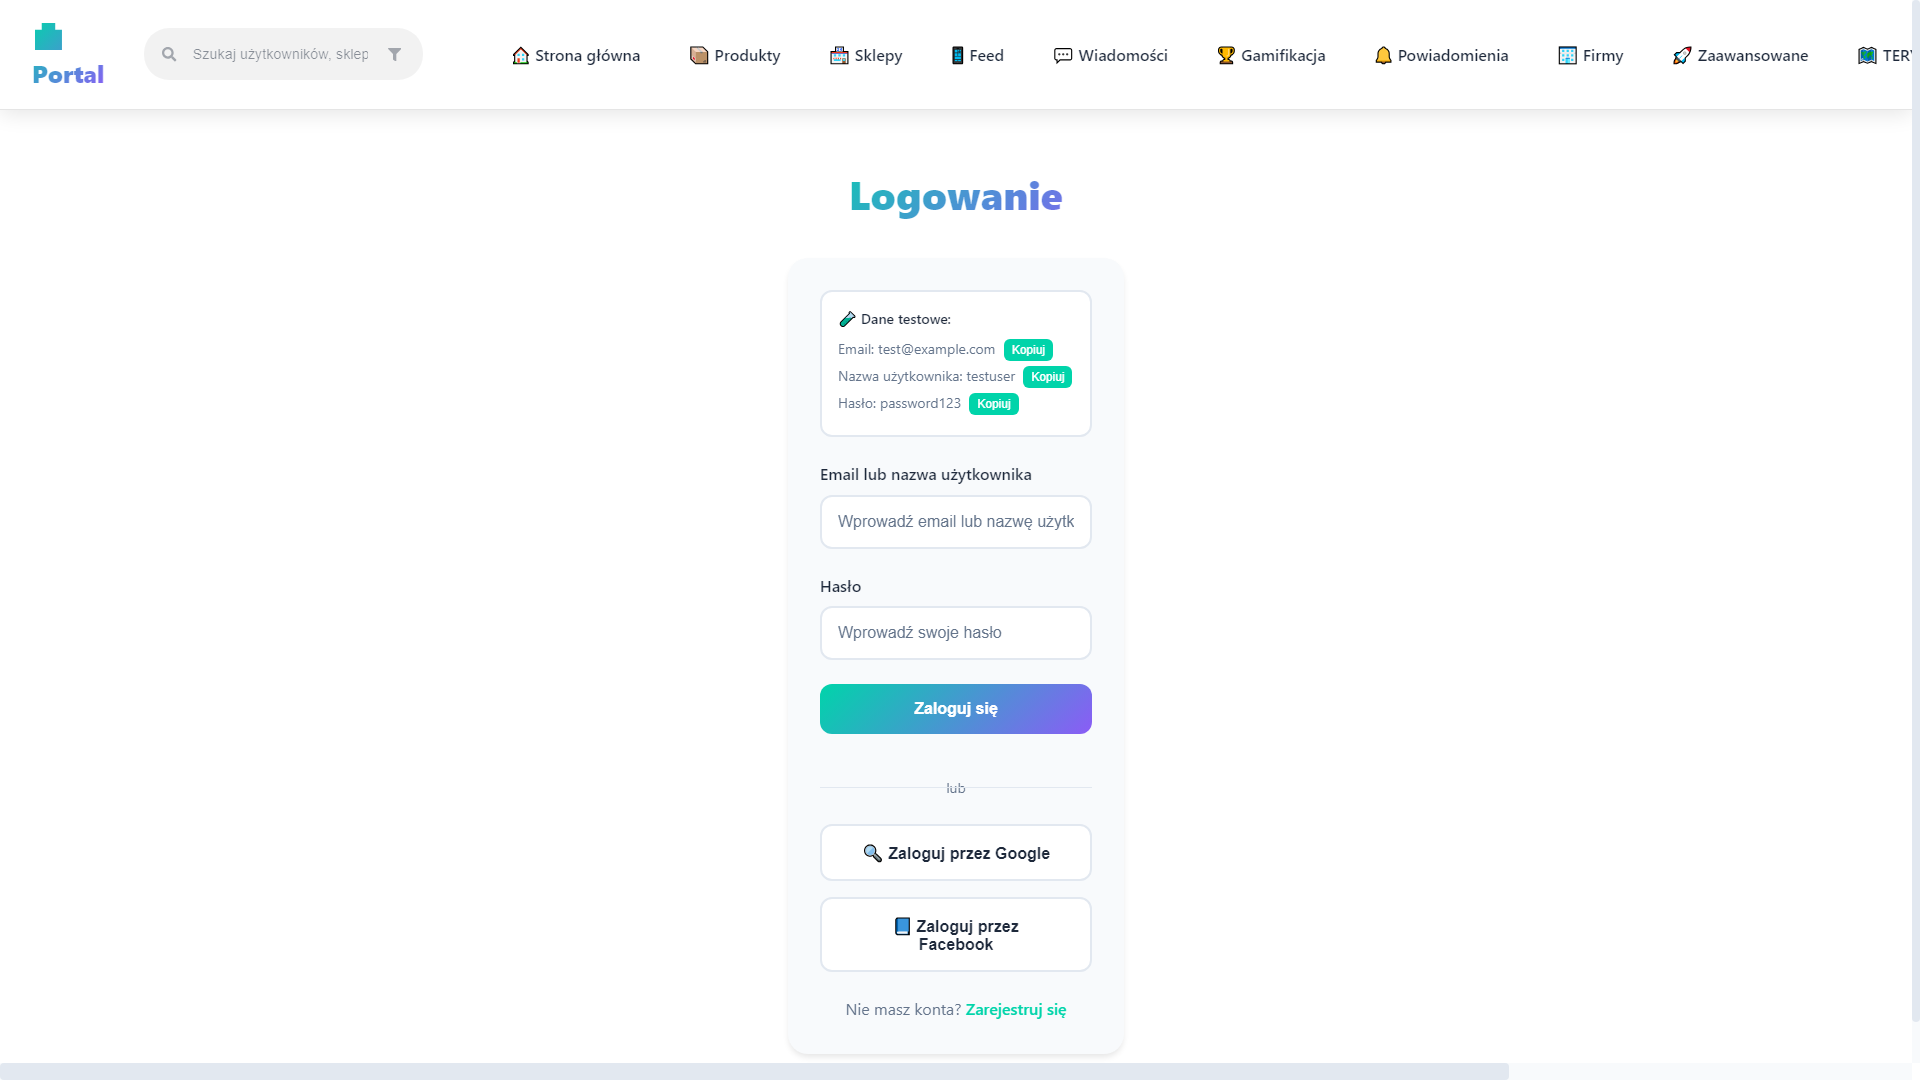 Portal
Szukaj użytkowników, sklep
Strona główna
Produkty
Sklepy
Feed
Wiadomości
Gamifikacja
Powiadomienia
Firmy
Zaawansowane
Logowanie
Dane testowe:
Email: test@example.com Kopiuj
Nazwa użytkownika: testuser Kopiuj
Hasło: password123 Kopiuj
Email lub nazwa użytkownika
Wprowadź email lub nazwę użytk
Hasło
Wprowadź swoje hasło
Zaloguj się
lub
Zaloguj przez Google
Zaloguj przez
Facebook
Nie masz konta? Zarejestruj się